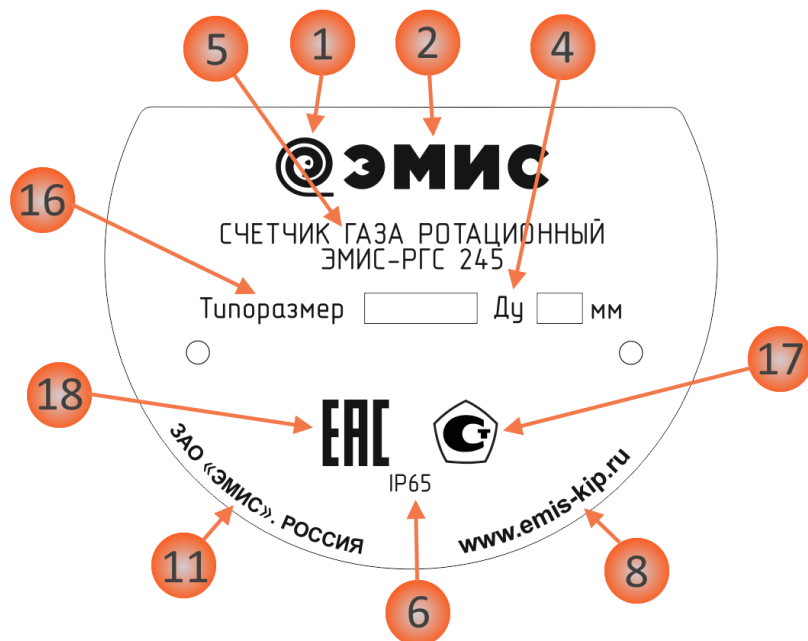 1
2
4
5
ЭМИС
16
СЧЕТЧИК ГАЗА РОТАЦИОННЫЙ
ЭМИС-РГС 245
Типоразмер Ду мм
17
18
ЕАС
Ст
IP65
ЗАО «ЭМИС». РОССИЯ
www.emis-kip.ru
11
6
8